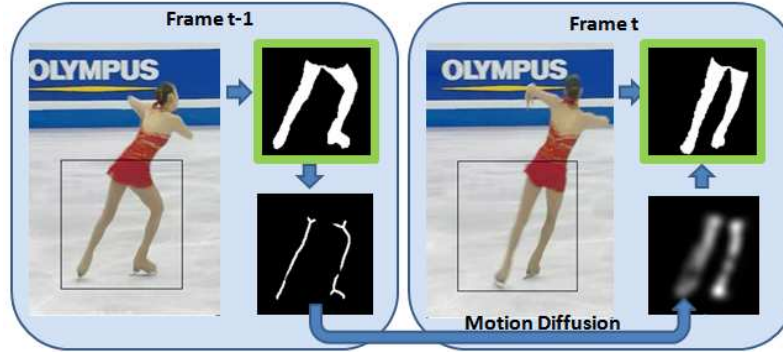 Frame t-1
Frame t
OLYMPUS
OLYMPUS
Motion Diffusion